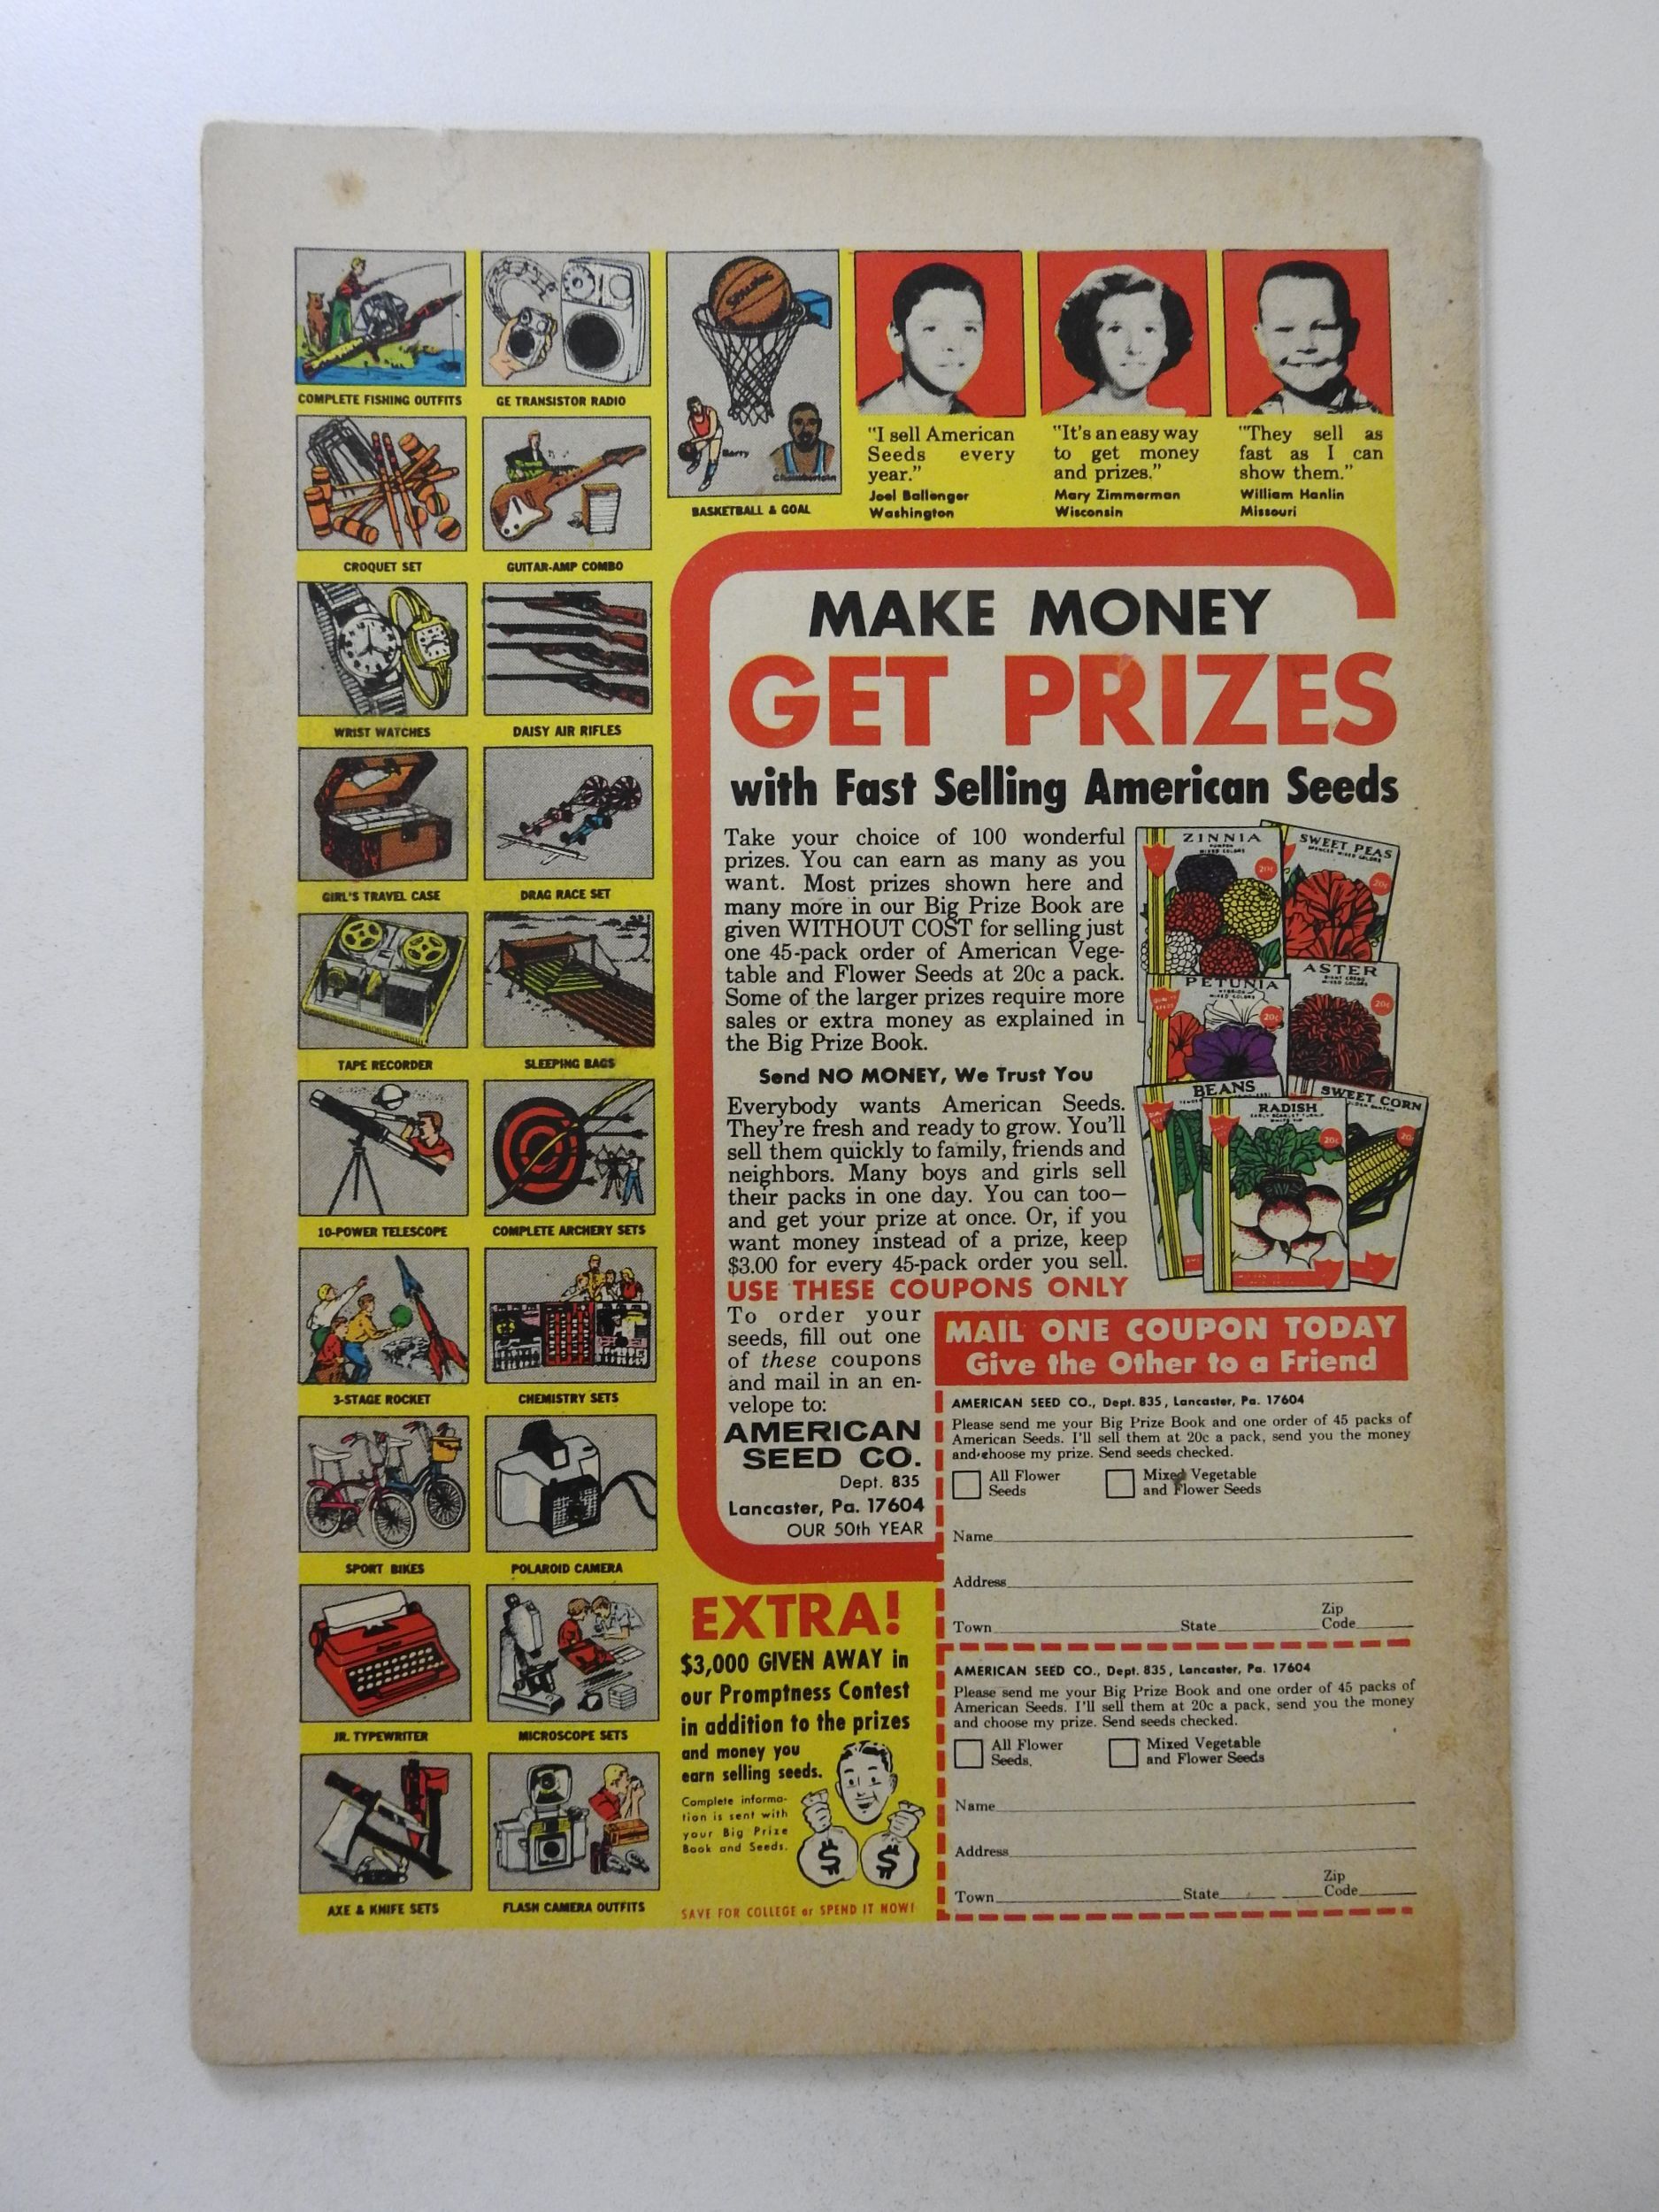 COMPLETE FISHING OUTFITS
GE TRANSISTOR RADIO
Spalding
Barry
Chamberlain
BASKETBALL & GOAL
"I sell American
Seeds every
year."
Joel Ballenger
Washington
"It's an easy way
to get money
and prizes."
Mary Zimmerman
Wisconsin
"They sell as
fast as I can
show them."
William Hanlin
Missouri
CROQUET SET
GUITAR-AMP COMBO
WRIST WATCHES
DAISY AIR RIFLES
GIRL'S TRAVEL CASE
DRAG RACE SET
TAPE RECORDER
SLEEPING BAGS
10-POWER TELESCOPE
COMPLETE ARCHERY SETS
3-STAGE ROCKET
CHEMISTRY SETS
SPORT BIKES
POLAROID CAMERA
JR. TYPEWRITER
MICROSCOPE SETS
AXE & KNIFE SETS
FLASH CAMERA OUTFITS
MAKE MONEY
GET PRIZES
with Fast Selling American Seeds
Take your choice of 100 wonderful
prizes. You can earn as many as you
want. Most prizes shown here and
many more in our Big Prize Book are
given WITHOUT COST for selling just
one 45-pack order of American Vege-
table and Flower Seeds at 20c a pack.
Some of the larger prizes require more
sales or extra money as explained in
the Big Prize Book.
Send NO MONEY, We Trust You
Everybody wants American Seeds.
They're fresh and ready to grow. You'll
sell them quickly to family, friends and
neighbors. Many boys and girls sell
their packs in one day. You can too—
and get your prize at once. Or, if you
want money instead of a prize, keep
$3.00 for every 45-pack order you sell.
USE THESE COUPONS ONLY
To order your
seeds, fill out one
of these coupons
and mail in an en-
velope to:
AMERICAN
SEED CO.
Dept. 835
Lancaster, Pa. 17604
OUR 50th YEAR
ZINNIA
MIXED COLORS
20c
SWEET PEAS
SPENCER MIXED COLORS
20c
PETUNIA
MIXED COLORS
20c
ASTER
MIXED COLORS
20c
BEANS
RADISH
20c
SWEET CORN
20c
MAIL ONE COUPON TODAY
Give the Other to a Friend
AMERICAN SEED CO., Dept. 835, Lancaster, Pa. 17604
Please send me your Big Prize Book and one order of 45 packs of
American Seeds. I'll sell them at 20c a pack, send you the money
and choose my prize. Send seeds checked.
All Flower
Seeds
Mixed Vegetable
and Flower Seeds
Name
Address
Town State Zip
Code
AMERICAN SEED CO., Dept. 835, Lancaster, Pa. 17604
Please send me your Big Prize Book and one order of 45 packs of
American Seeds. I'll sell them at 20c a pack, send you the money
and choose my prize. Send seeds checked.
All Flower
Seeds.
Mixed Vegetable
and Flower Seeds
Name
Address
Town State Zip
Code
EXTRA!
$3,000 GIVEN AWAY in
our Promptness Contest
in addition to the prizes
and money you
earn selling seeds.
Complete informa-
tion is sent with
your Big Prize
Book and Seeds.
$ $
SAVE FOR COLLEGE or SPEND IT NOW!